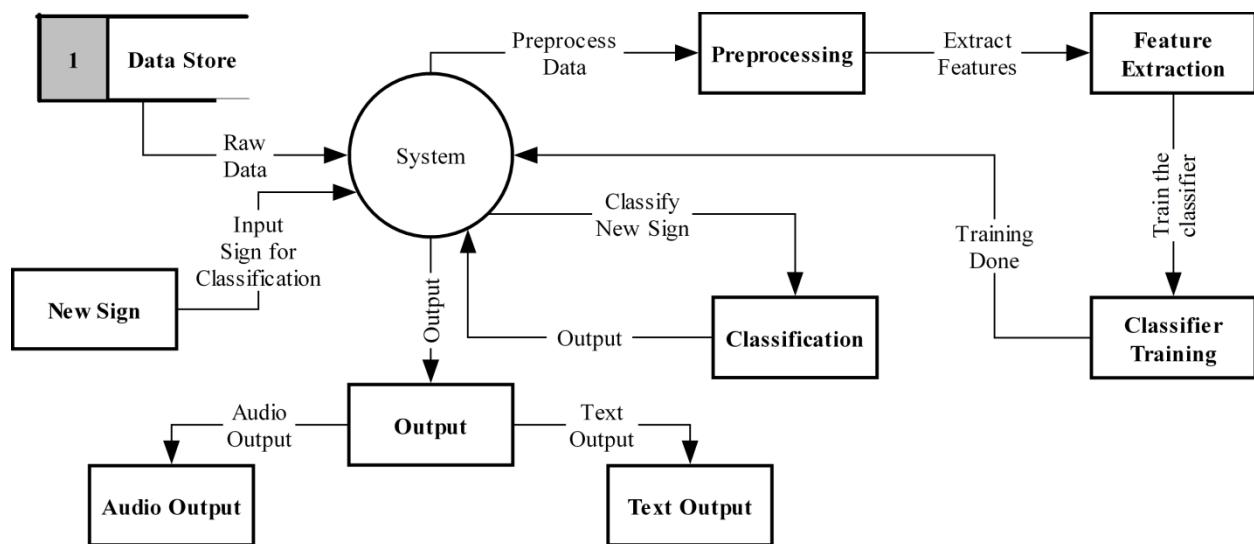 1
Data Store
Preprocess
Data
Preprocessing
Extract
Features
Feature
Extraction
Raw
Data
System
Input
Sign for
Classification
New Sign
Classify
New Sign
Training
Done
Train the
classifier
Output
Output
Classification
Classifier
Training
Audio
Output
Output
Text
Output
Audio Output
Text Output